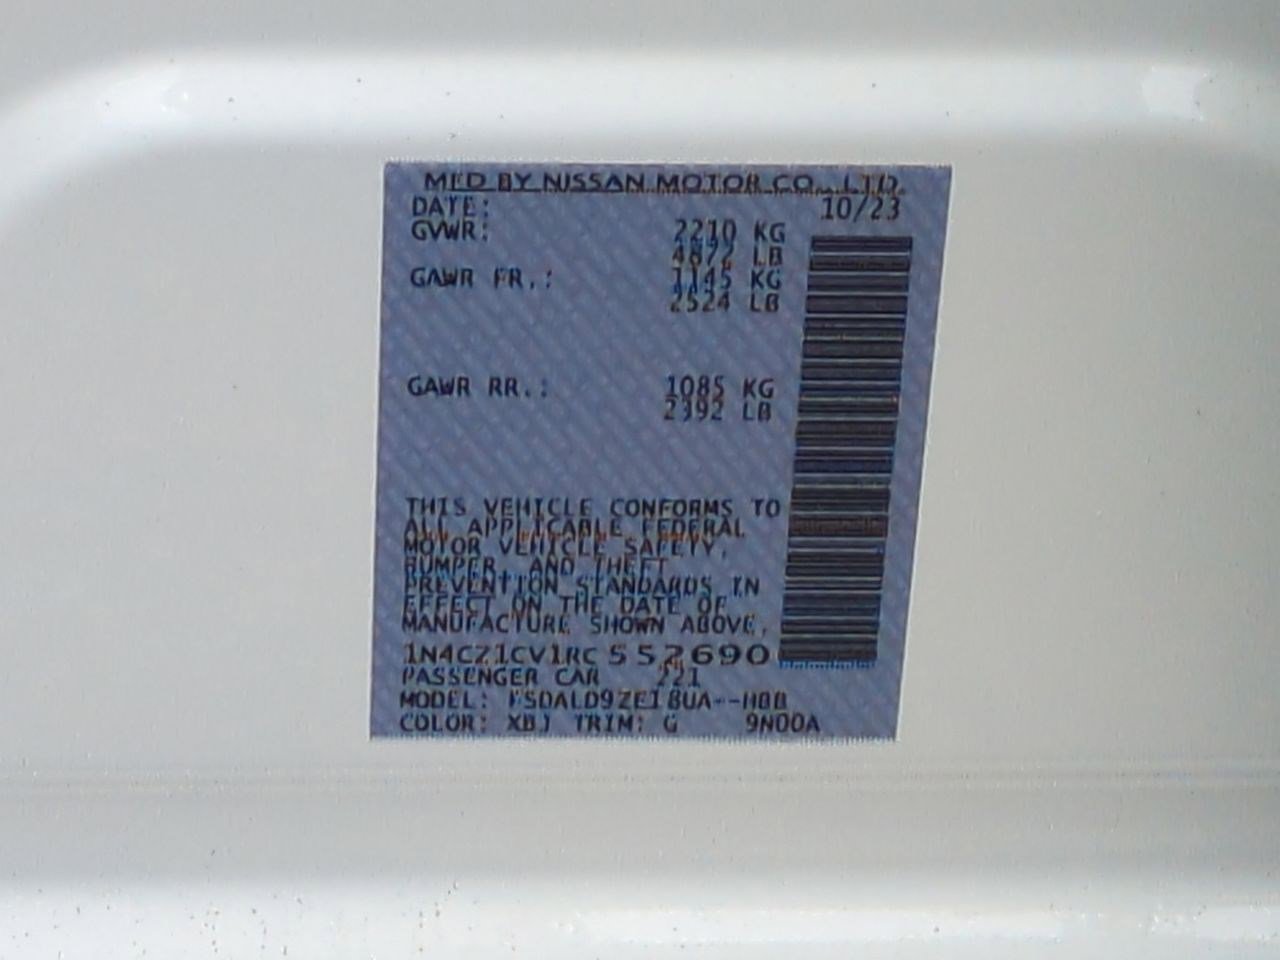 MFD BY NISSAN MOTOR CO., LTD.
DATE: 10/23
GVWR: 2210 KG
4872 LB
GAWR FR.: 1145 KG
2524 LB
GAWR RR.: 1085 KG
2392 LB
THIS VEHICLE CONFORMS TO
ALL APPLICABLE FEDERAL
MOTOR VEHICLE SAFETY,
BUMPER, AND THEFT
PREVENTION STANDARDS IN
EFFECT ON THE DATE OF
MANUFACTURE SHOWN ABOVE.
1N4CZ1CV1RC552690
PASSENGER CAR 221
MODEL:
COLOR: XBJ TRIM: G 9N00A